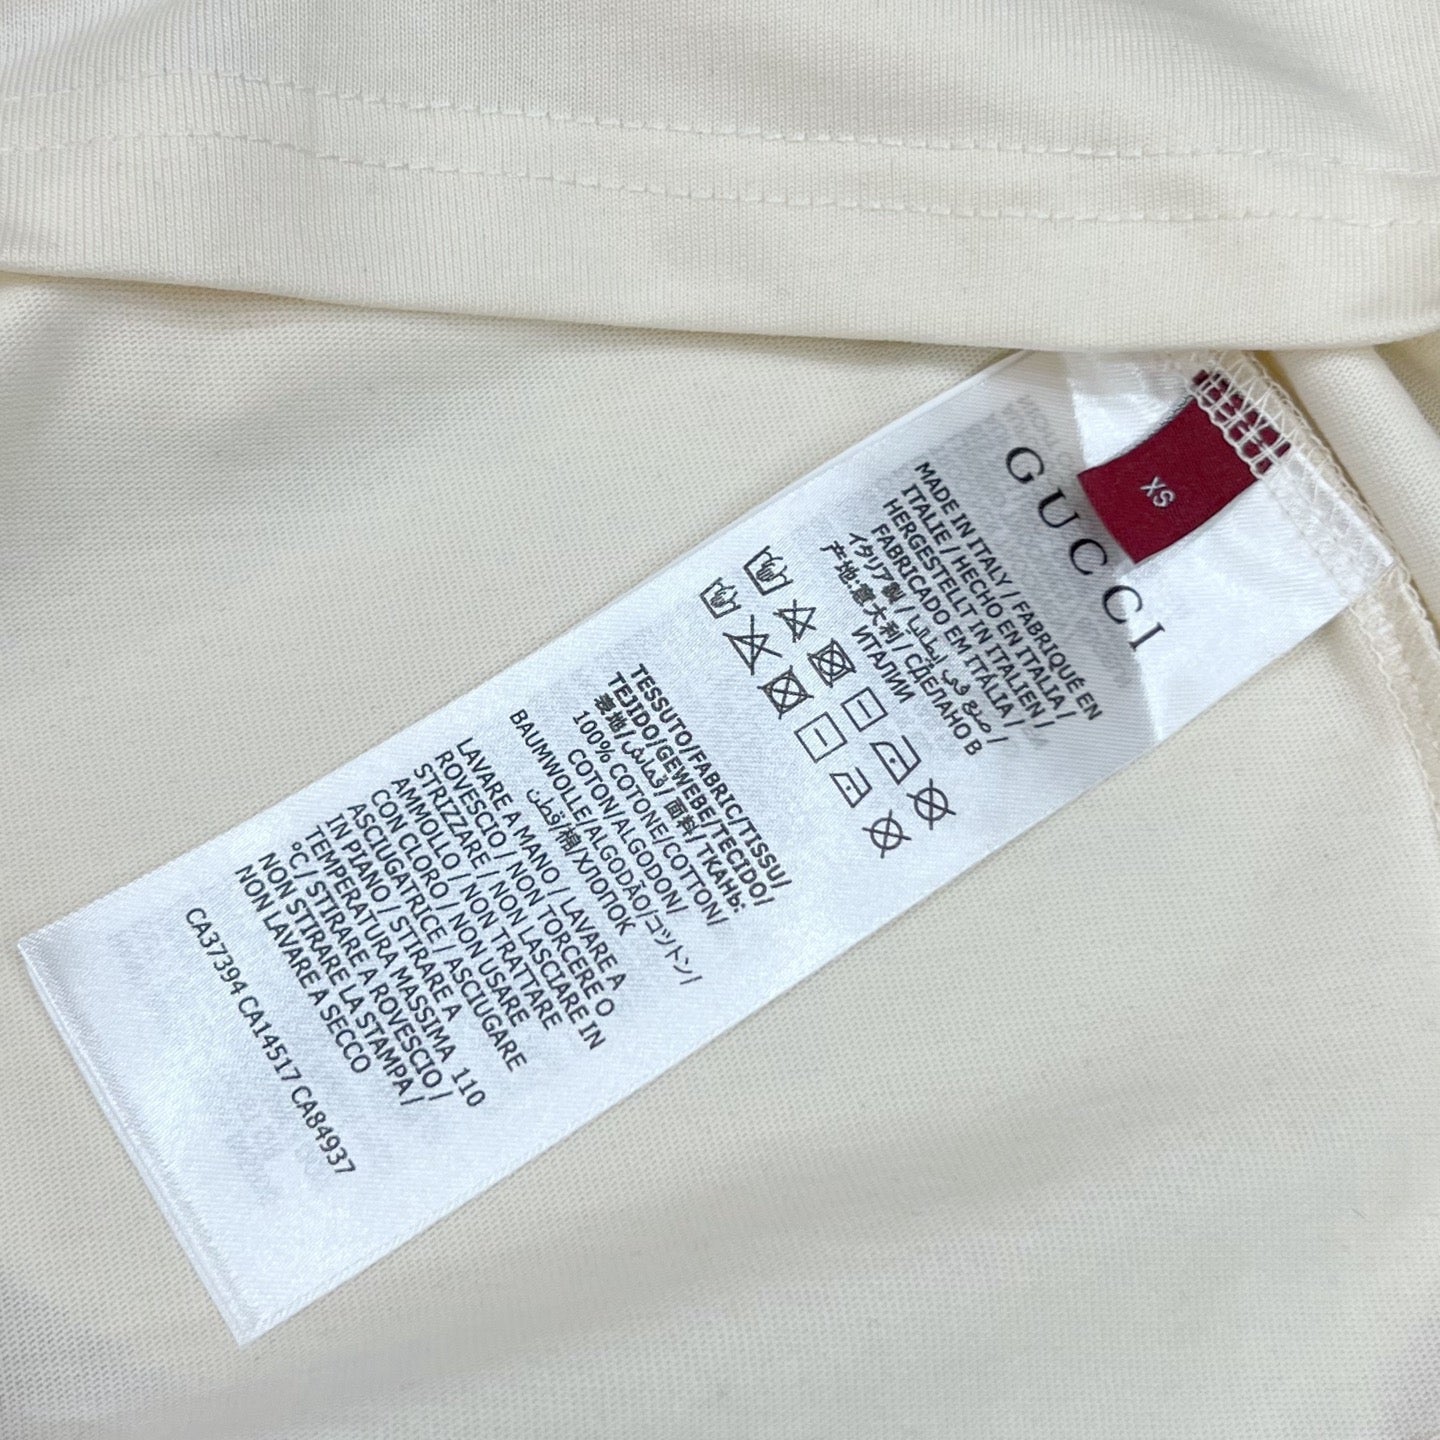 XS
GUCCI
MADE IN ITALY / FABRIQUÉ EN
ITALIE / HECHO EN ITALIA /
HERGESTELLT IN ITALIEN /
FABRICADO EM ITÁLIA /
イタリア製 / صنع في إيطاليا /
产地:意大利 / СДЕЛАНО В
ИТАЛИИ
TESSUTO/FABRIC/TISSU/
TEJIDO/GEWEBE/TECIDO/
表地/قماش/面料/ТКАНЬ:
100% COTONE/COTTON/
COTON/ALGODON/
BAUMWOLLE/ALGODÃO/コットン/
قطن/棉/ХЛОПОК
LAVARE A MANO / LAVARE A
ROVESCIO / NON TORCERE O
STRIZZARE / NON LASCIARE IN
AMMOLLO / NON TRATTARE
CON CLORO / NON USARE
ASCIUGATRICE / ASCIUGARE
IN PIANO / STIRARE A
TEMPERATURA MASSIMA 110
°C / STIRARE A ROVESCIO /
NON STIRARE LA STAMPA /
NON LAVARE A SECCO
CA37394 CA14517 CA84937